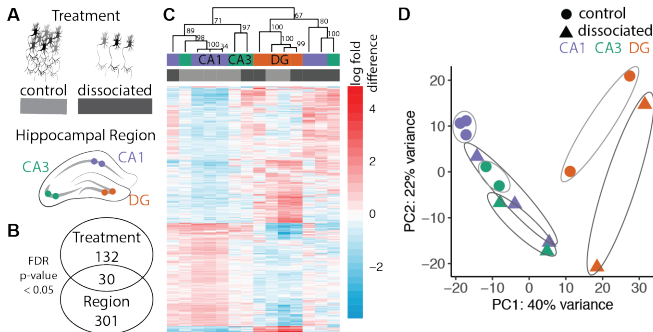 A
Treatment
control
dissociated
Hippocampal Region
CA1
CA3
DG
B
Treatment
132
30
Region
301
FDR
p-value
< 0.05
C
67
71
80
89
97
100
100
98
100
34
99
100
CA1
CA3
DG
log fold
difference
4
2
0
−2
D
control
dissociated
CA1 CA3 DG
PC2: 22% variance
20
10
0
−10
−20
−20
−10
0
10
20
30
PC1: 40% variance